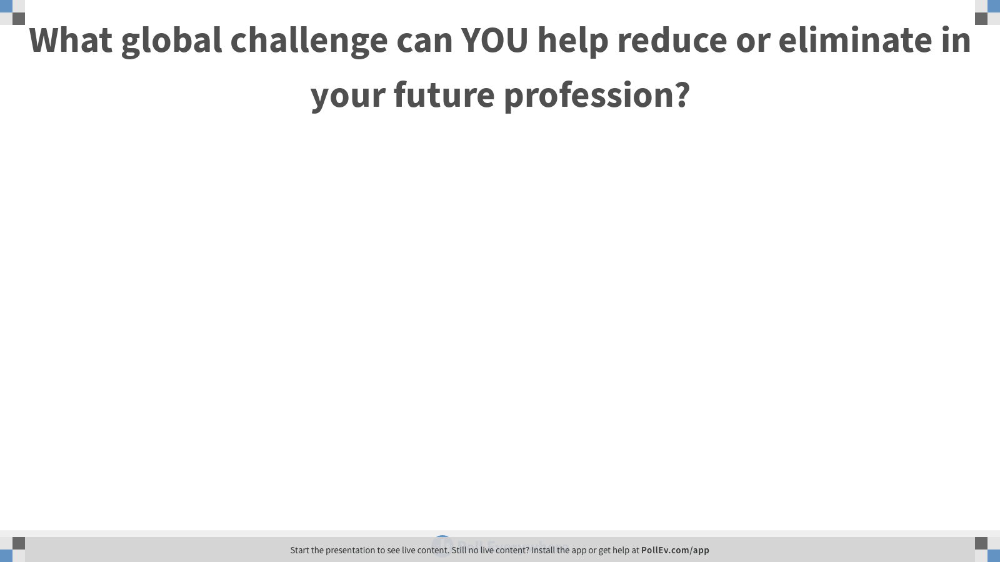 What global challenge can YOU help reduce or eliminate in
your future profession?
Start the presentation to see live content. Still no live content? Install the app or get help at PollEv.com/app